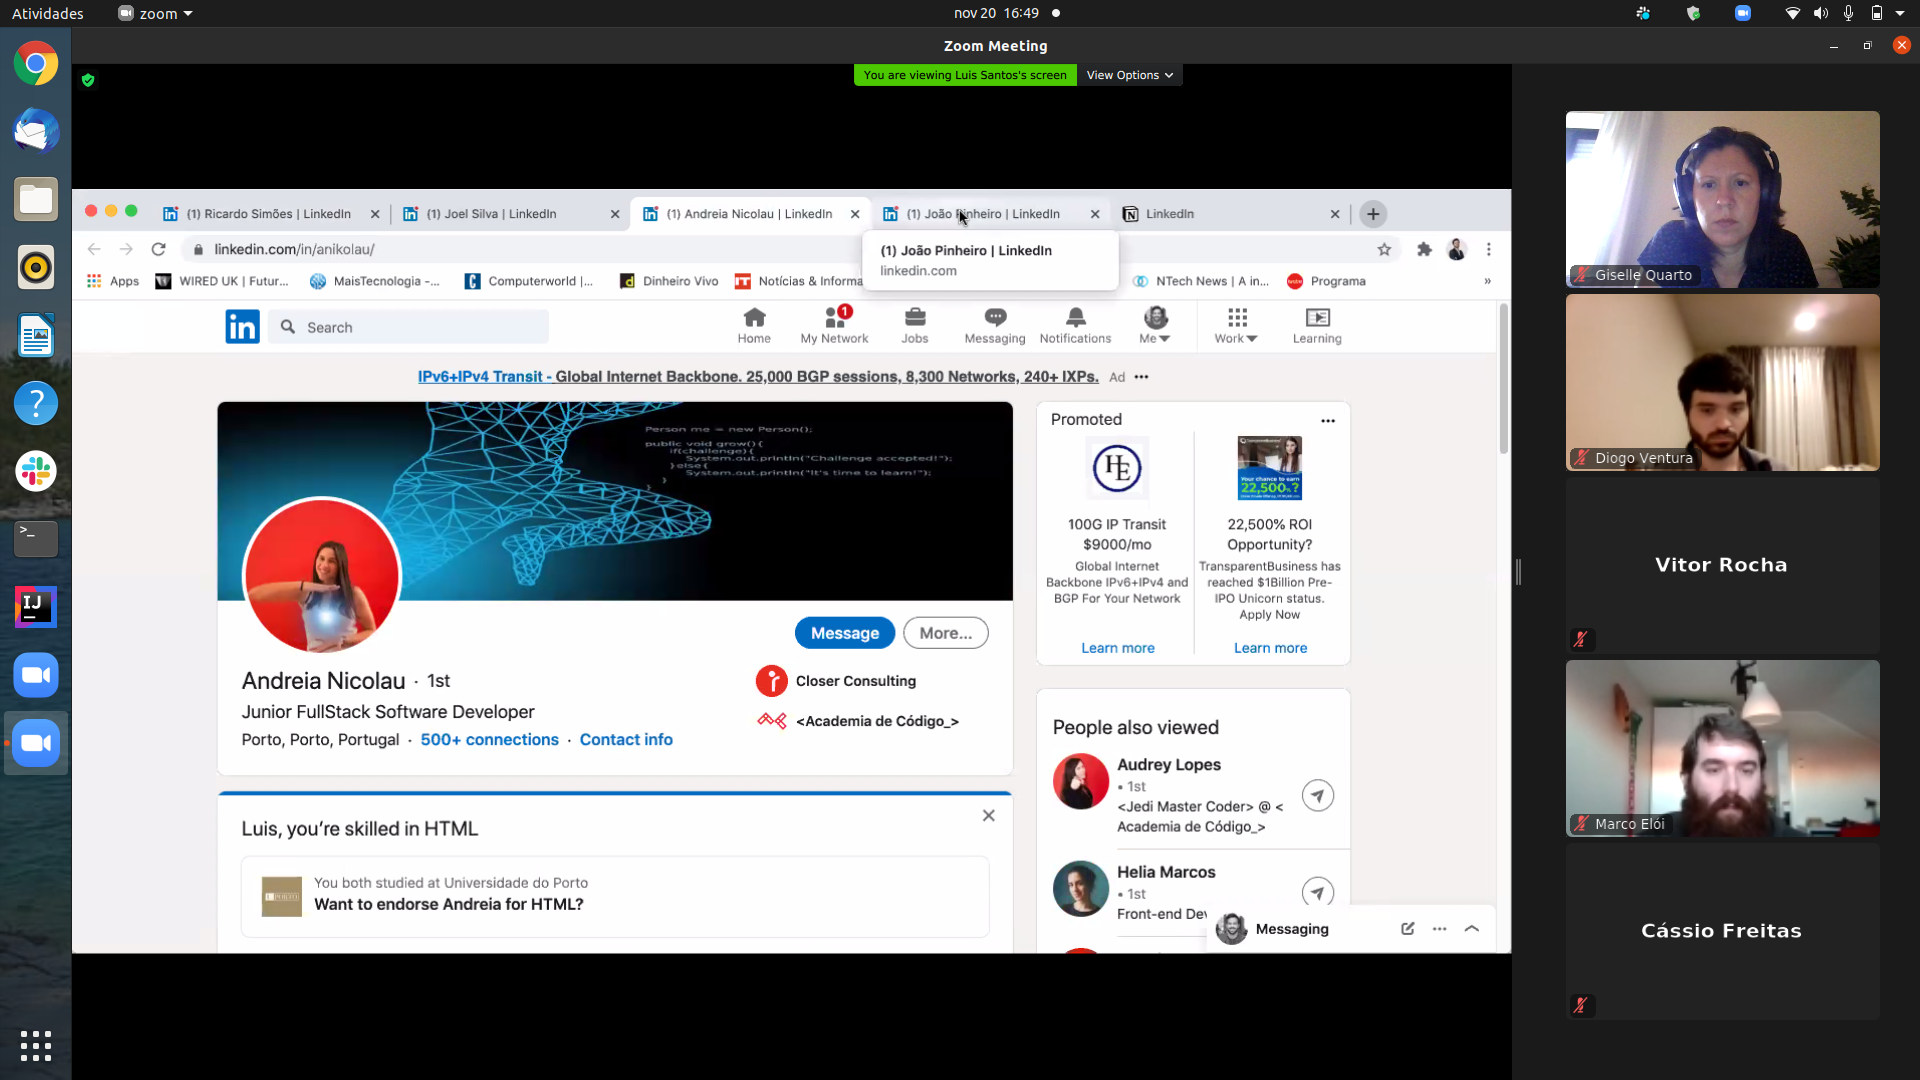 Atividades
zoom
nov 20 16:49
Zoom Meeting
You are viewing Luis Santos's screen
View Options
(1) Ricardo Simões | LinkedIn
(1) Joel Silva | LinkedIn
(1) Andreia Nicolau | LinkedIn
(1) João Pinheiro | LinkedIn
LinkedIn
linkedin.com/in/anikolau/
(1) João Pinheiro | LinkedIn
linkedin.com
Apps
WIRED UK | Futur...
MaisTecnologia -...
Computerworld |...
Dinheiro Vivo
Notícias & Informa
NTech News | A in...
Programa
»
in
Search
Home
1
My Network
Jobs
Messaging
Notifications
Me
Work
Learning
IPv6+IPv4 Transit - Global Internet Backbone. 25,000 BGP sessions, 8,300 Networks, 240+ IXPs.
Ad
Person me = new Person();
public void grow(){
if(challenge){
System.out.println("Challenge accepted!");
}else{
System.out.println("It's time to learn!");
}
}
Message
More...
Andreia Nicolau · 1st
Junior FullStack Software Developer
Porto, Porto, Portugal · 500+ connections · Contact info
Closer Consulting
<Academia de Código_>
Luis, you're skilled in HTML
You both studied at Universidade do Porto
Want to endorse Andreia for HTML?
Promoted
HE
100G IP Transit
$9000/mo
Global Internet
Backbone IPv6+IPv4 and
BGP For Your Network
Learn more
Your chance to earn
22,500%?
22,500% ROI
Opportunity?
TransparentBusiness has
reached $1Billion Pre-
IPO Unicorn status.
Apply Now
Learn more
People also viewed
Audrey Lopes
• 1st
<Jedi Master Coder> @ <
Academia de Código_>
Helia Marcos
• 1st
Front-end De
Messaging
Giselle Quarto
Diogo Ventura
Vitor Rocha
Marco Elói
Cássio Freitas
IJ